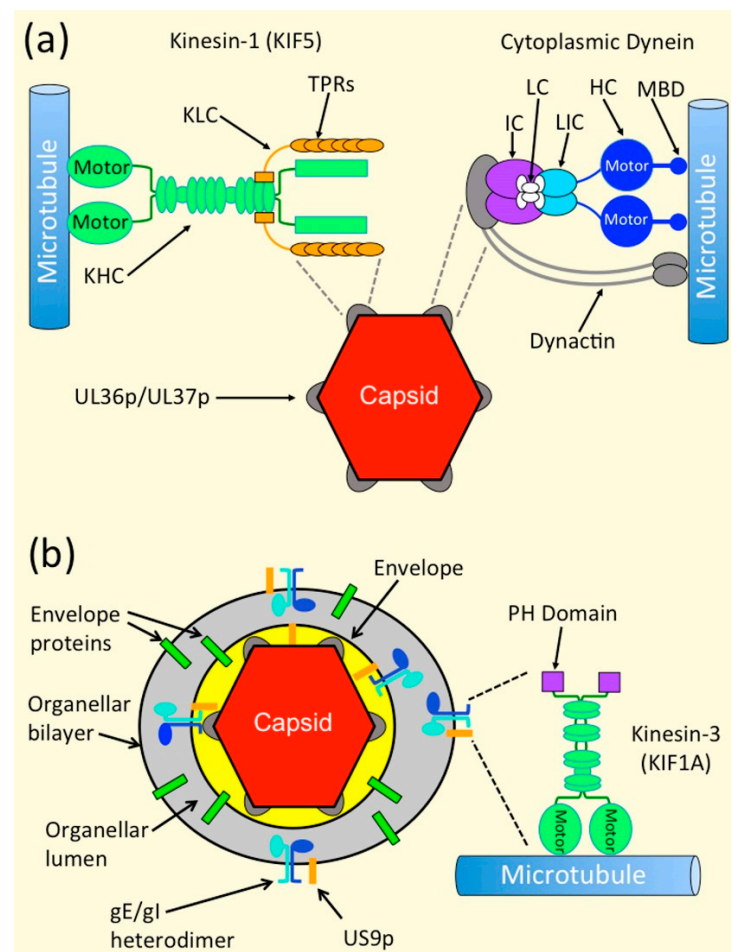 (a)
Kinesin-1 (KIF5)
Cytoplasmic Dynein
TPRs
KLC
LC
HC
MBD
IC
LIC
Microtubule
Motor
Motor
Motor
Motor
Microtubule
KHC
Dynactin
UL36p/UL37p
Capsid
(b)
Envelope
Envelope
proteins
PH Domain
Organellar
bilayer
Capsid
Kinesin-3
(KIF1A)
Organellar
lumen
Motor
Motor
Microtubule
gE/gI
heterodimer
US9p